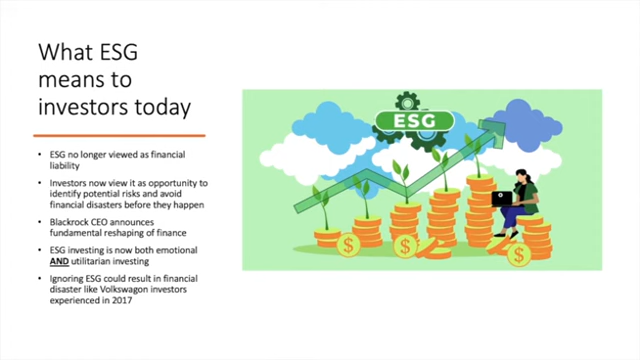 What ESG
means to
investors today
• ESG no longer viewed as financial
liability
• Investors now view it as opportunity to
identify potential risks and avoid
financial disasters before they happen
• Blackrock CEO announces
fundamental reshaping of finance
• ESG investing is now both emotional
AND utilitarian investing
• Ignoring ESG could result in financial
disaster like Volkswagon investors
experienced in 2017
ESG
$
$
$